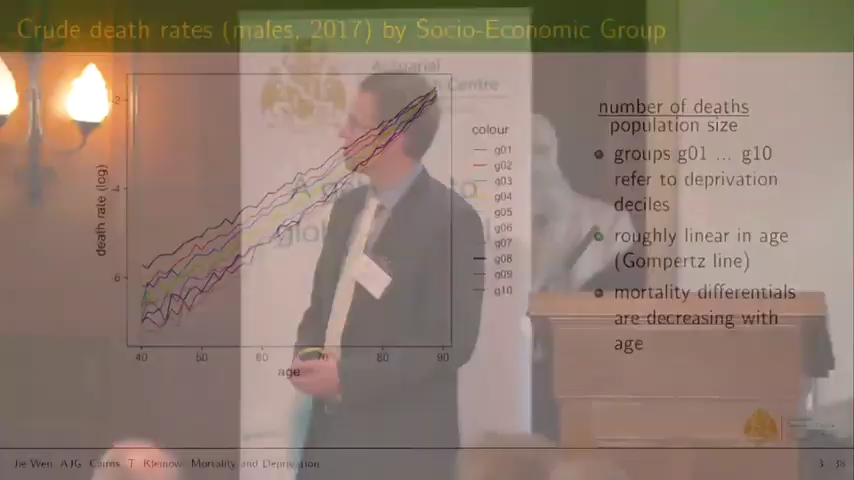 Crude death rates (males, 2017) by Socio-Economic Group
Actuarial
Centre
-2
-4
-6
death rate (log)
40
50
60
70
80
90
age
colour
g01
g02
g03
g04
g05
g06
g07
g08
g09
g10
number of deaths
population size
groups g01 ... g10
refer to deprivation
deciles
roughly linear in age
(Gompertz line)
mortality differentials
are decreasing with
age
to
glo
Jie Wen, AJG. Cairns, T. Kleinow, Mortality and Deprivation
3
38